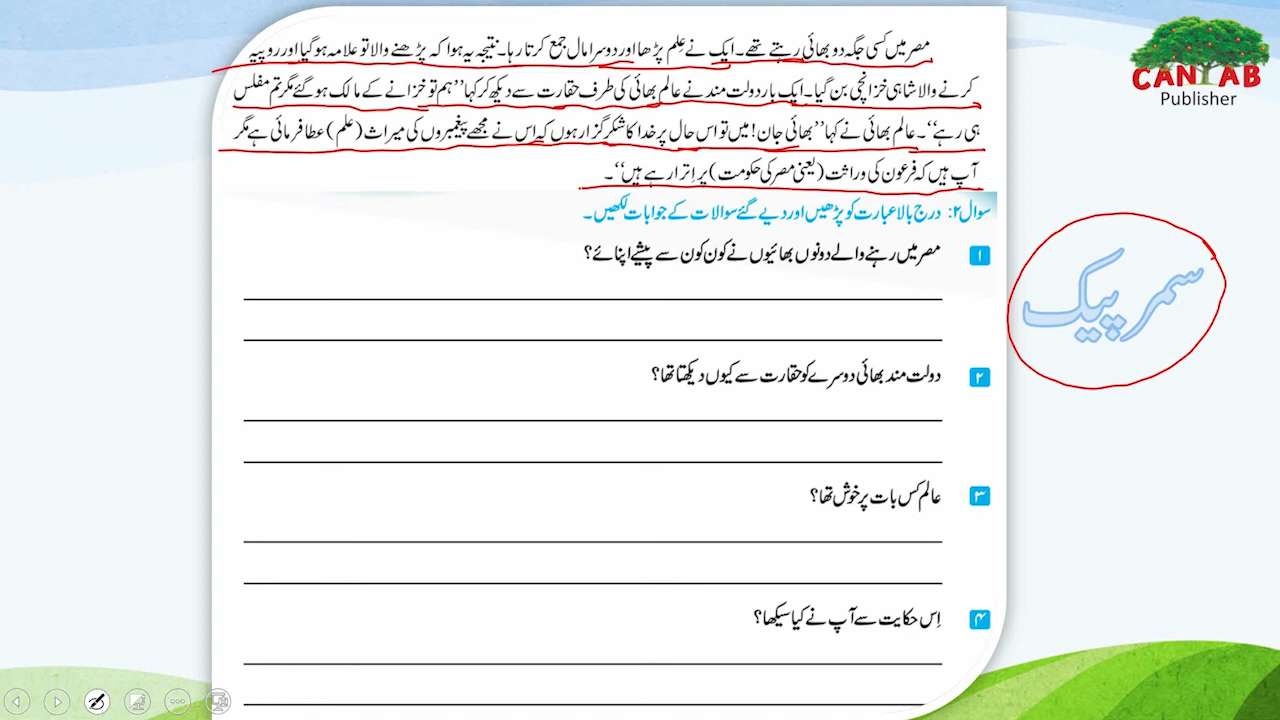 مصر میں کسی جگہ دو بھائی رہتے تھے۔ ایک نے عِلم پڑھا اور دوسرا مال جمع کرتا رہا۔ نتیجہ یہ ہوا کہ پڑھنے والا تو علامہ ہو گیا اور روپیہ
کرنے والا شاہی خزانچی بن گیا۔ ایک بار دولت مند نے عالم بھائی کی طرف حقارت سے دیکھ کر کہا ”ہم تو خزانے کے مالک ہو گئے مگر تم مفلس
ہی رہے“۔ عالم بھائی نے کہا ”بھائی جان! میں تو اس حال پر خدا کا شکر گزار ہوں کہ اس نے مجھے پیغمبروں کی میراث (علم) عطا فرمائی ہے مگر
آپ ہیں کہ فرعون کی وراثت (یعنی مصر کی حکومت) پر اِترا رہے ہیں“۔
سوال ۲: درج بالا عبارت کو پڑھیں اور دیے گئے سوالات کے جوابات لکھیں۔
۱ مصر میں رہنے والے دونوں بھائیوں نے کون کون سے پیشے اپنائے؟
۲ دولت مند بھائی دوسرے کو حقارت سے کیوں دیکھتا تھا؟
۳ عالم کس بات پر خوش تھا؟
۴ اِس حکایت سے آپ نے کیا سیکھا؟
CANTAB
Publisher
سمر پیک